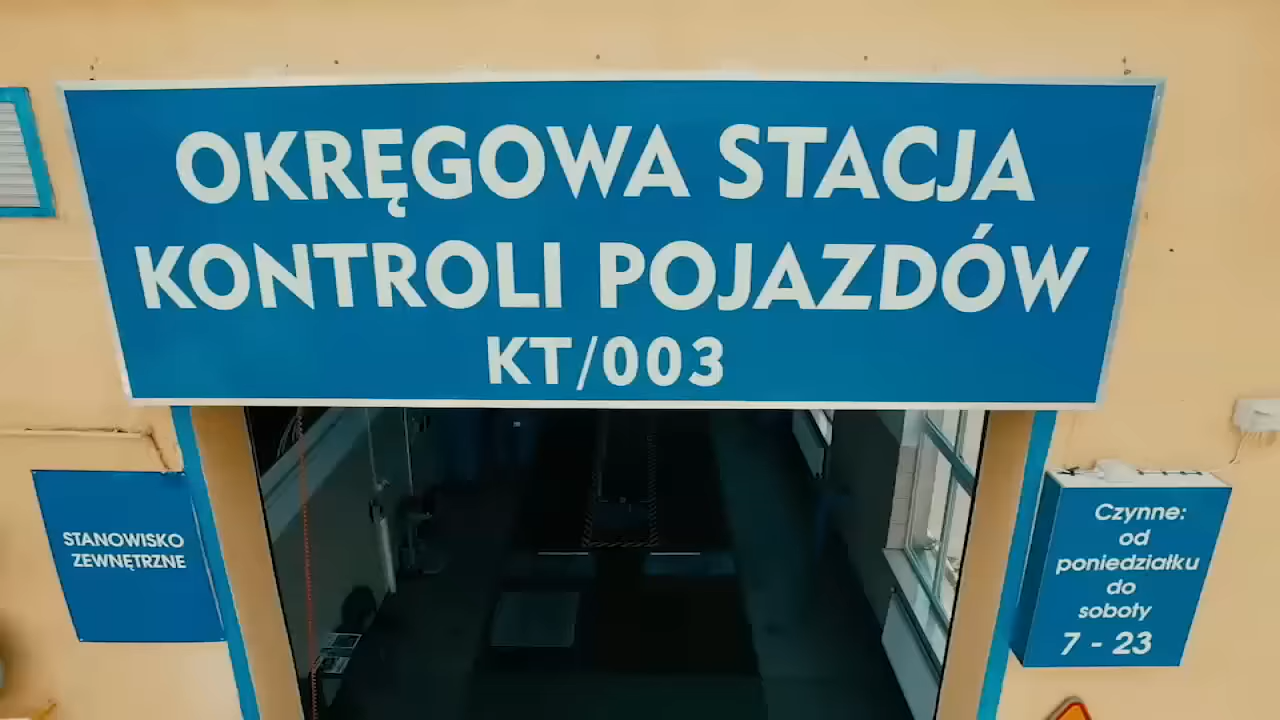 OKRĘGOWA STACJA
KONTROLI POJAZDÓW
KT/003
STANOWISKO
ZEWNĘTRZNE
Czynne:
od
poniedziałku
do
soboty
7 - 23